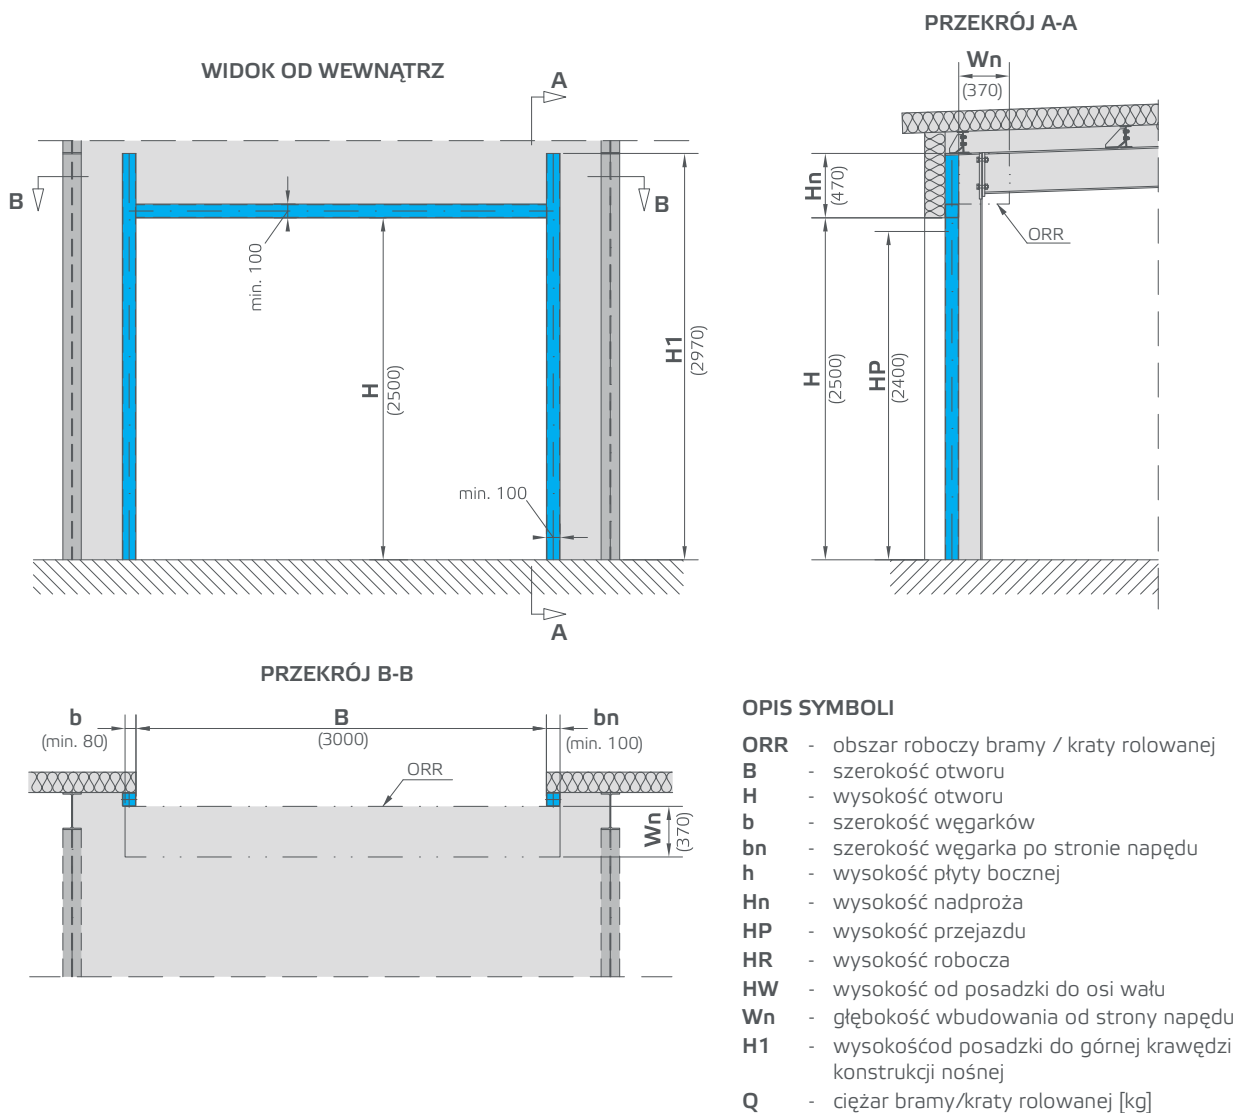 WIDOK OD WEWNĄTRZ
A
B
B
min. 100
H
(2500)
H1
(2970)
min. 100
A
PRZEKRÓJ A-A
Wn
(370)
Hn
(470)
ORR
H
(2500)
HP
(2400)
PRZEKRÓJ B-B
b
(min. 80)
B
(3000)
bn
(min. 100)
ORR
Wn
(370)
OPIS SYMBOLI
ORR - obszar roboczy bramy / kraty rolowanej
B - szerokość otworu
H - wysokość otworu
b - szerokość węgarków
bn - szerokość węgarka po stronie napędu
h - wysokość płyty bocznej
Hn - wysokość nadproża
HP - wysokość przejazdu
HR - wysokość robocza
HW - wysokość od posadzki do osi wału
Wn - głębokość wbudowania od strony napędu
H1 - wysokośćod posadzki do górnej krawędzi
konstrukcji nośnej
Q - ciężar bramy/kraty rolowanej [kg]